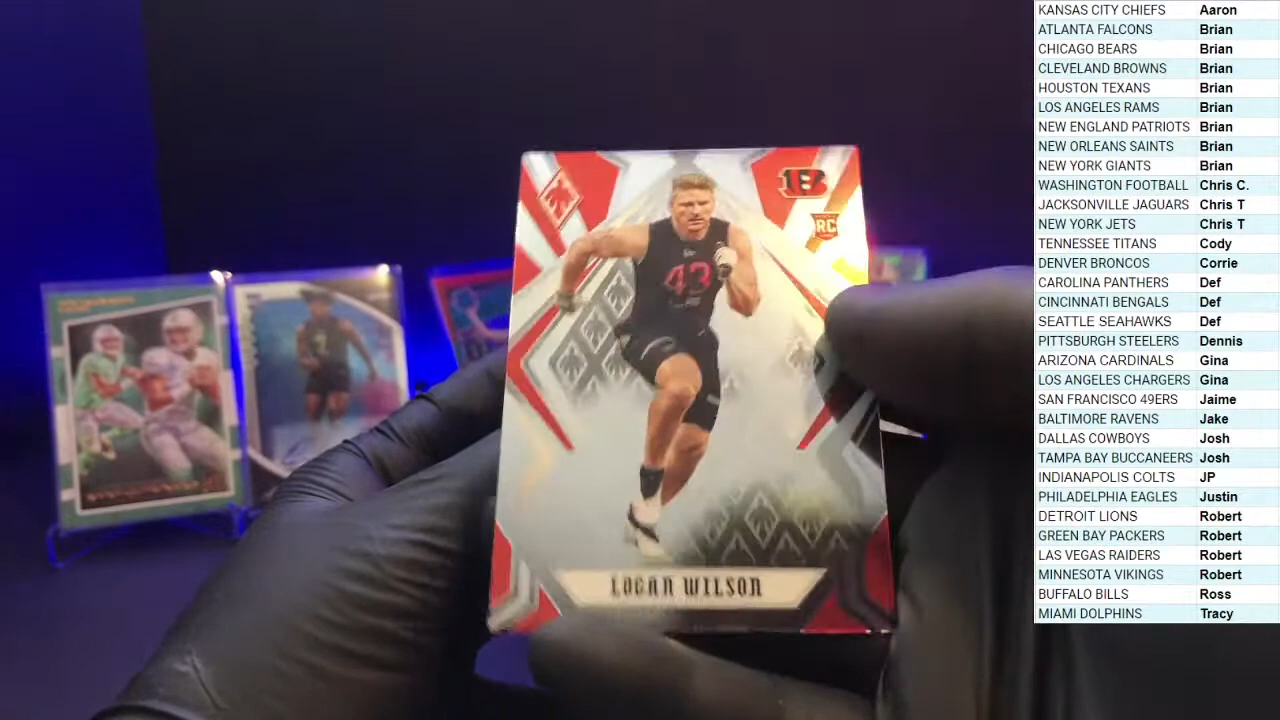 RC
43
LOGAN WILSON
KANSAS CITY CHIEFS Aaron
ATLANTA FALCONS Brian
CHICAGO BEARS Brian
CLEVELAND BROWNS Brian
HOUSTON TEXANS Brian
LOS ANGELES RAMS Brian
NEW ENGLAND PATRIOTS Brian
NEW ORLEANS SAINTS Brian
NEW YORK GIANTS Brian
WASHINGTON FOOTBALL Chris C.
JACKSONVILLE JAGUARS Chris T
NEW YORK JETS Chris T
TENNESSEE TITANS Cody
DENVER BRONCOS Corrie
CAROLINA PANTHERS Def
CINCINNATI BENGALS Def
SEATTLE SEAHAWKS Def
PITTSBURGH STEELERS Dennis
ARIZONA CARDINALS Gina
LOS ANGELES CHARGERS Gina
SAN FRANCISCO 49ERS Jaime
BALTIMORE RAVENS Jake
DALLAS COWBOYS Josh
TAMPA BAY BUCCANEERS Josh
INDIANAPOLIS COLTS JP
PHILADELPHIA EAGLES Justin
DETROIT LIONS Robert
GREEN BAY PACKERS Robert
LAS VEGAS RAIDERS Robert
MINNESOTA VIKINGS Robert
BUFFALO BILLS Ross
MIAMI DOLPHINS Tracy